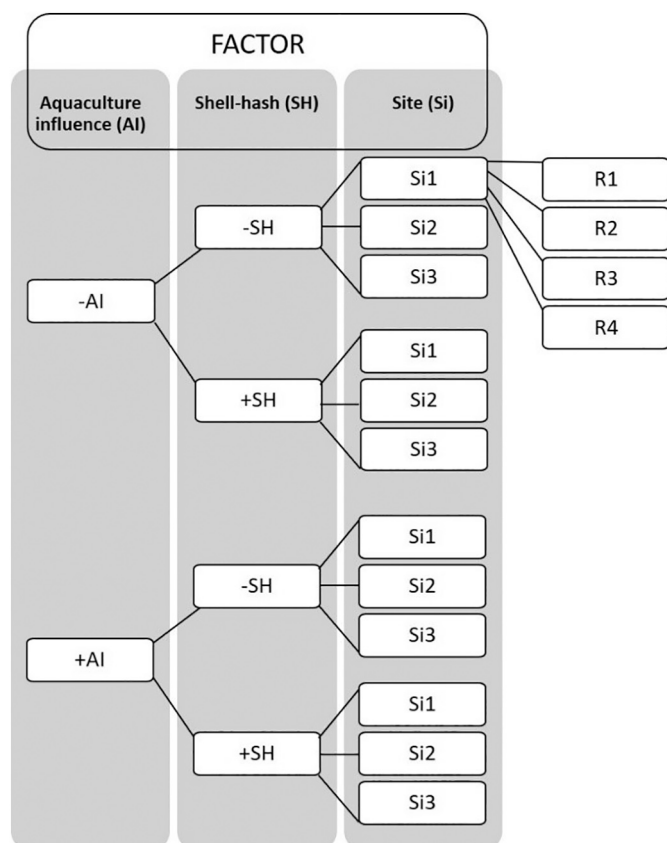 FACTOR
Aquaculture
influence (AI)
Shell-hash (SH)
Site (Si)
-AI
-SH
Si1
R1
R2
R3
R4
Si2
Si3
+SH
Si1
Si2
Si3
+AI
-SH
Si1
Si2
Si3
+SH
Si1
Si2
Si3